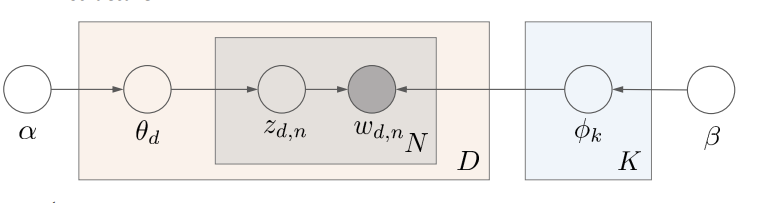 α θ_d z_{d,n} w_{d,n} N D ϕ_k K β